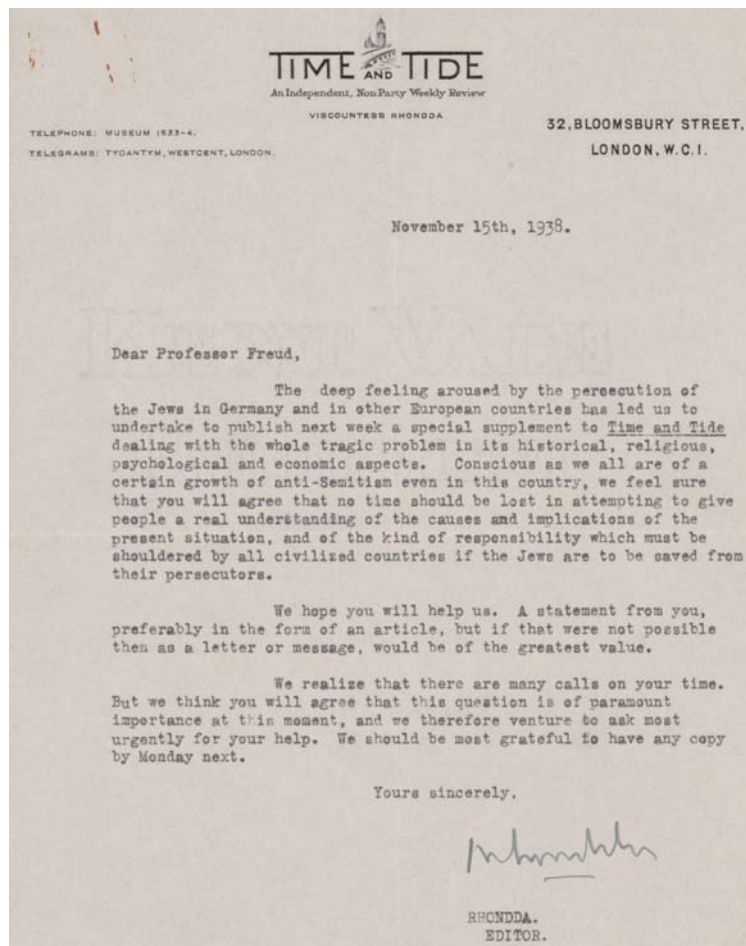 TIME AND TIDE
An Independent, Non Party Weekly Review
VISCOUNTESS RHONDDA
TELEPHONE: MUSEUM 1633-4.
TELEGRAMS: TYDANTYM, WESTCENT, LONDON.
32, BLOOMSBURY STREET,
LONDON, W.C.1.
November 15th, 1938.
Dear Professor Freud,
The deep feeling aroused by the persecution of
the Jews in Germany and in other European countries has led us to
undertake to publish next week a special supplement to Time and Tide
dealing with the whole tragic problem in its historical, religious,
psychological and economic aspects. Conscious as we all are of a
certain growth of anti-Semitism even in this country, we feel sure
that you will agree that no time should be lost in attempting to give
people a real understanding of the causes and implications of the
present situation, and of the kind of responsibility which must be
shouldered by all civilized countries if the Jews are to be saved from
their persecutors.
We hope you will help us. A statement from you,
preferably in the form of an article, but if that were not possible
then as a letter or message, would be of the greatest value.
We realize that there are many calls on your time.
But we think you will agree that this question is of paramount
importance at this moment, and we therefore venture to ask most
urgently for your help. We should be most grateful to have any copy
by Monday next.
Yours sincerely,
RHONDDA.
EDITOR.